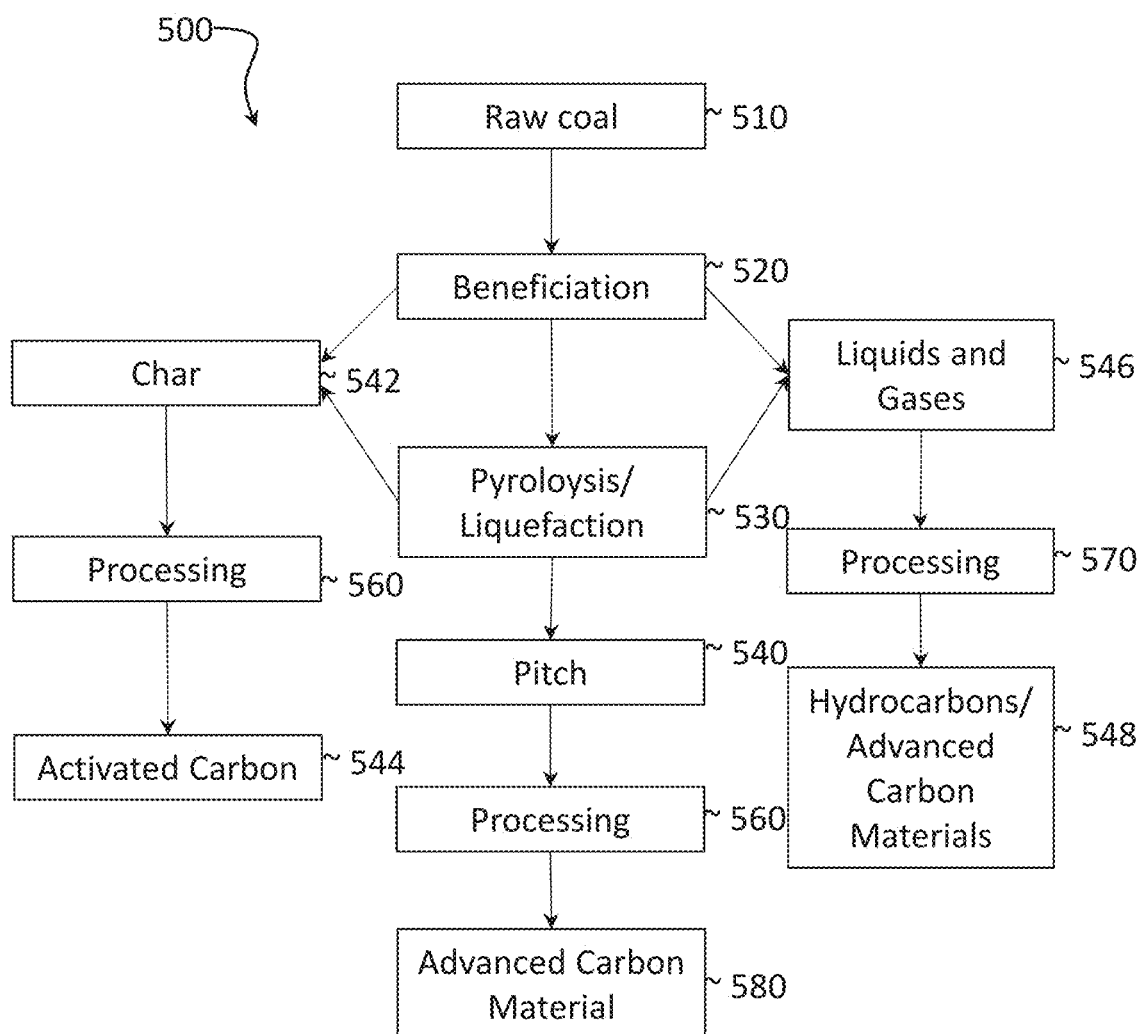 500
Raw coal
510
Beneficiation
520
Char
542
Liquids and
Gases
546
Pyroloysis/
Liquefaction
530
Processing
560
Processing
570
Pitch
540
Activated Carbon
544
Hydrocarbons/
Advanced
Carbon
Materials
548
Processing
560
Advanced Carbon
Material
580